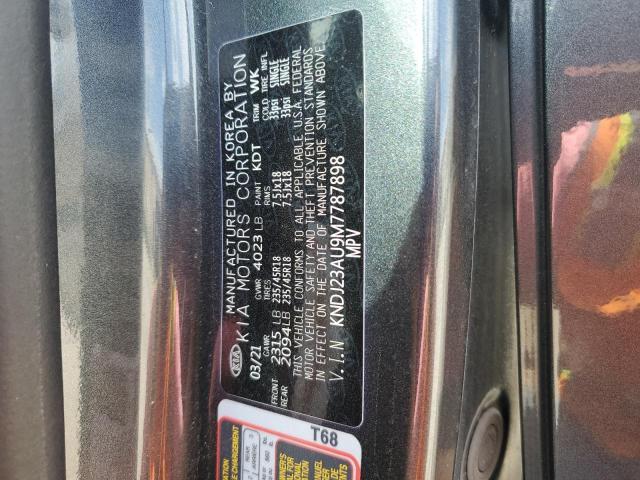 MANUFACTURED IN KOREA BY
KIA KIA MOTORS CORPORATION
03/21 GVWR 4023 LB PAINT KDT TRIM WK
GAWR TIRES RIMS COLD TIRE INFL
FRONT 2315 LB 235/45R18 7.5Jx18 33psi SINGLE
REAR 2094 LB 235/45R18 7.5Jx18 33psi SINGLE
THIS VEHICLE CONFORMS TO ALL APPLICABLE U.S.A. FEDERAL
MOTOR VEHICLE SAFETY AND THEFT PREVENTION STANDARDS
IN EFFECT ON THE DATE OF MANUFACTURE SHOWN ABOVE
V.I.N KNDJ23AU9M7787898
MPV
T68
REAR
ARRIERE